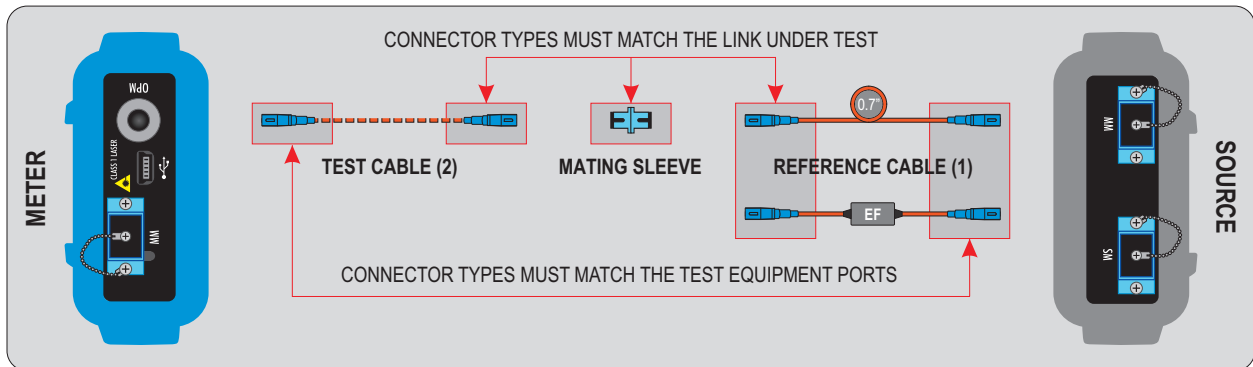 CONNECTOR TYPES MUST MATCH THE LINK UNDER TEST
METER
OPM
CLASS 1 LASER
MM
TEST CABLE (2)
MATING SLEEVE
0.7"
REFERENCE CABLE (1)
EF
CONNECTOR TYPES MUST MATCH THE TEST EQUIPMENT PORTS
MM
SM
SOURCE